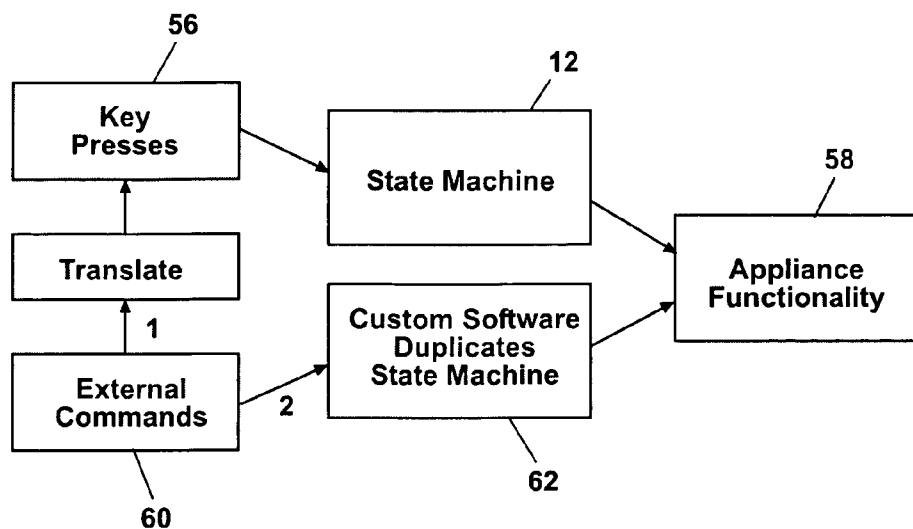 56
Key
Presses
12
State Machine
58
Appliance
Functionality
Translate
1
External
Commands
60
2
Custom Software
Duplicates
State Machine
62